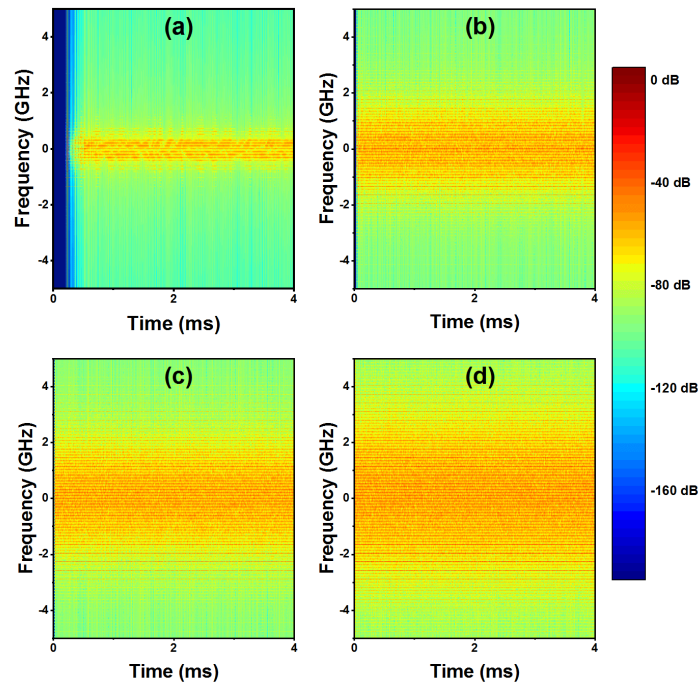 (a)
Frequency (GHz)
4
2
0
-2
-4
0
2
4
Time (ms)
(b)
Frequency (GHz)
4
2
0
-2
-4
0
2
4
Time (ms)
0 dB
-40 dB
-80 dB
-120 dB
-160 dB
(c)
Frequency (GHz)
4
2
0
-2
-4
0
2
4
Time (ms)
(d)
Frequency (GHz)
4
2
0
-2
-4
0
2
4
Time (ms)